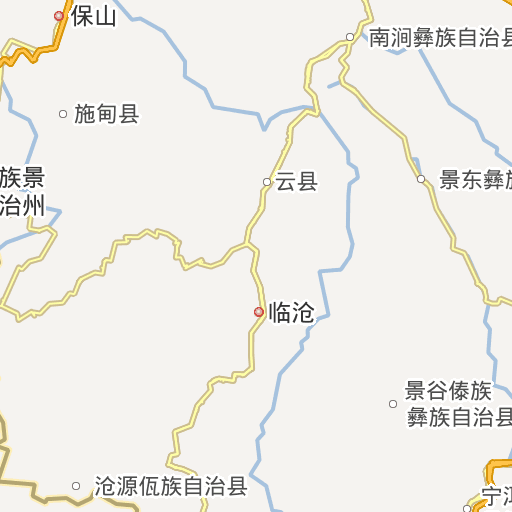 保山
南涧彝族自治县
施甸县
族景
治州
云县
景东彝族
临沧
景谷傣族
彝族自治县
沧源佤族自治县
宁洱